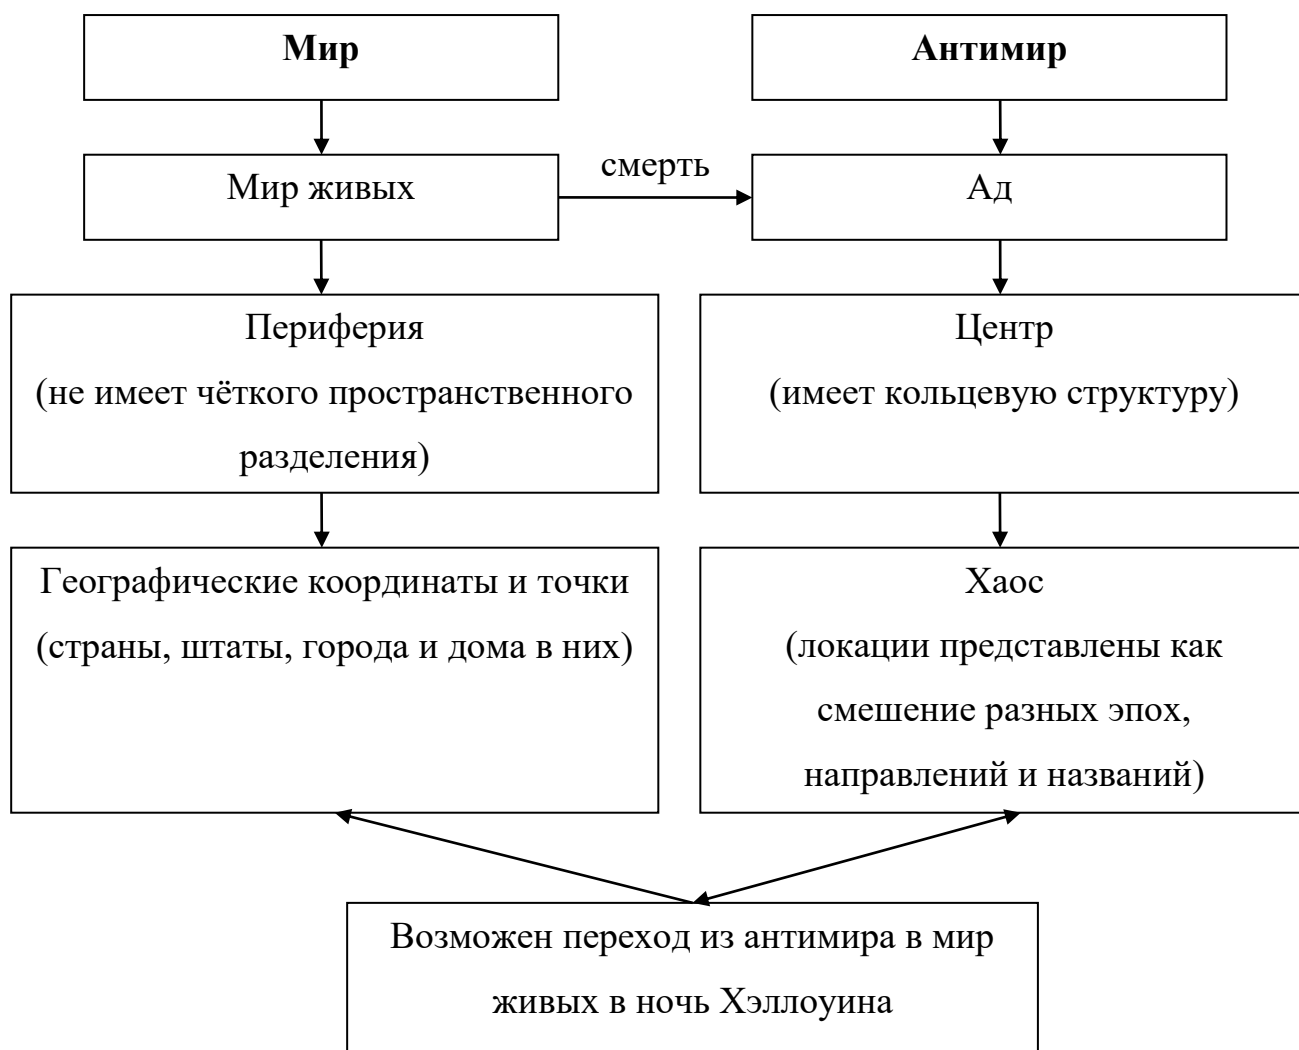 Мир
Антимир
Мир живых
смерть
Ад
Периферия
(не имеет чёткого пространственного
разделения)
Центр
(имеет кольцевую структуру)
Географические координаты и точки
(страны, штаты, города и дома в них)
Хаос
(локации представлены как
смешение разных эпох,
направлений и названий)
Возможен переход из антимира в мир
живых в ночь Хэллоуина